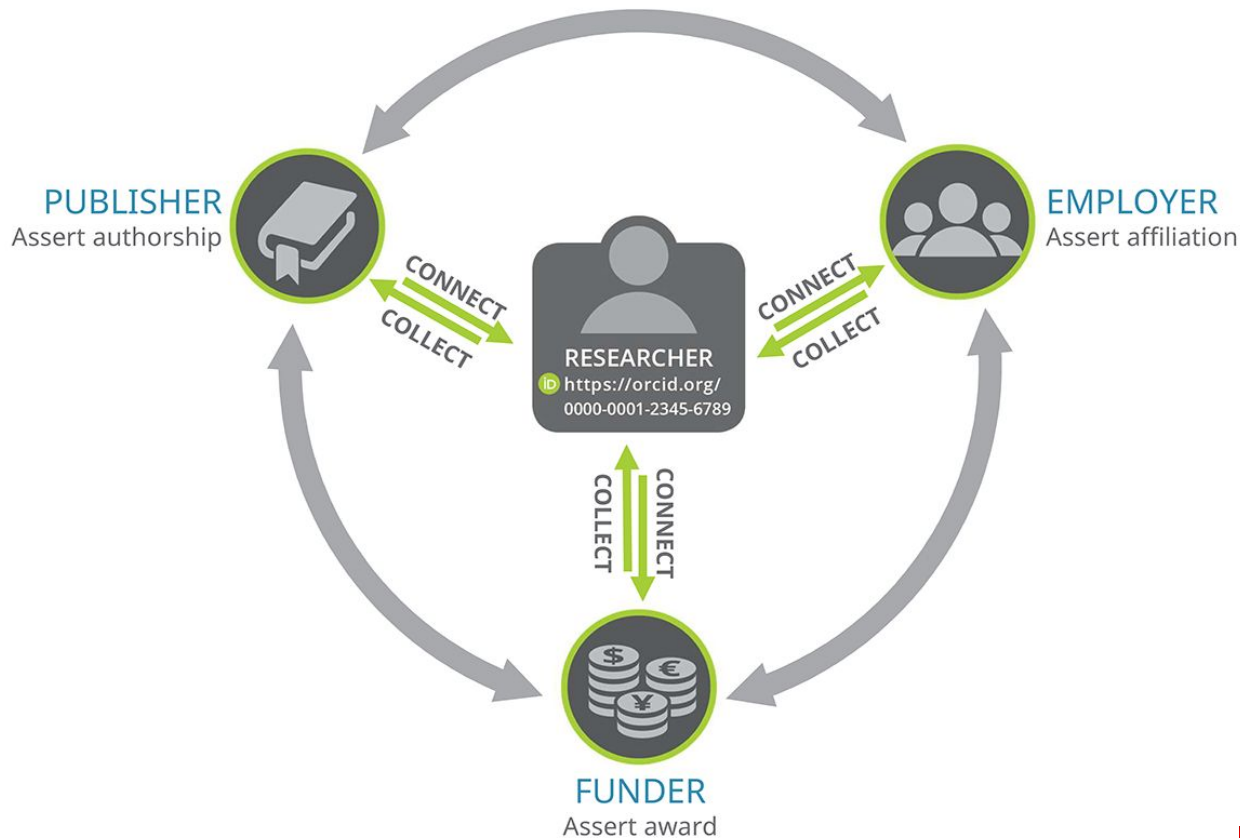 PUBLISHER
Assert authorship
EMPLOYER
Assert affiliation
CONNECT
COLLECT
CONNECT
COLLECT
RESEARCHER
iD https://orcid.org/
0000-0001-2345-6789
COLLECT
CONNECT
$ € ¥
FUNDER
Assert award